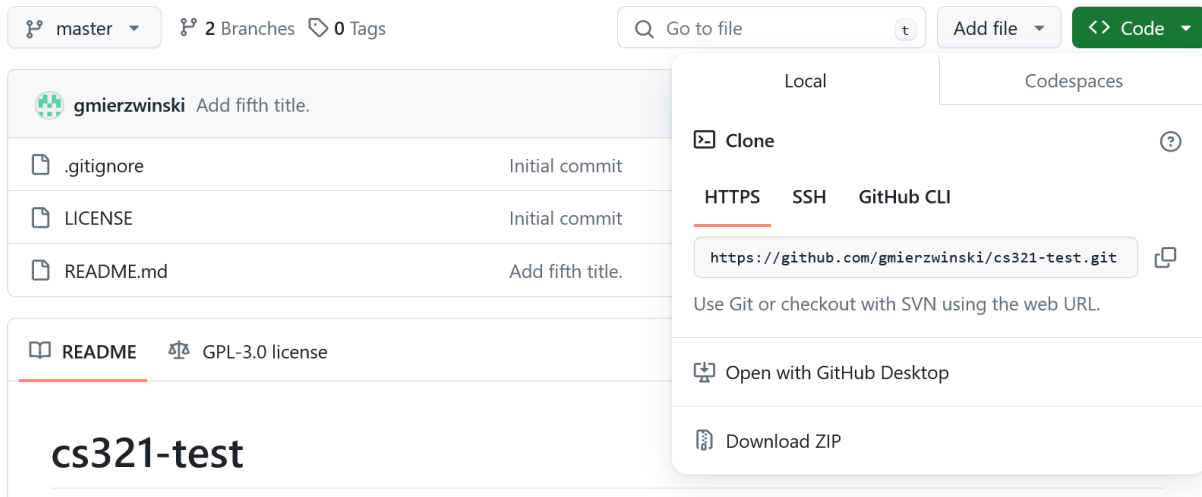 master 2 Branches 0 Tags Go to file t Add file <> Code
Local Codespaces
gmierzwinski Add fifth title.
Clone
.gitignore Initial commit
HTTPS SSH GitHub CLI
LICENSE Initial commit
https://github.com/gmierzwinski/cs321-test.git
README.md Add fifth title.
Use Git or checkout with SVN using the web URL.
README GPL-3.0 license
Open with GitHub Desktop
Download ZIP
cs321-test